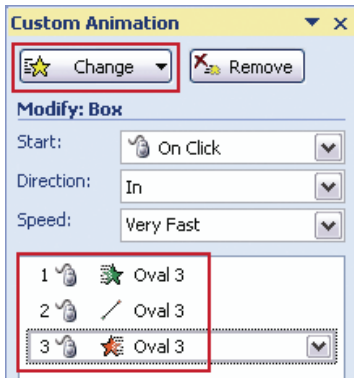 Custom Animation
Change Remove
Modify: Box
Start: On Click
Direction: In
Speed: Very Fast
1 Oval 3
2 Oval 3
3 Oval 3